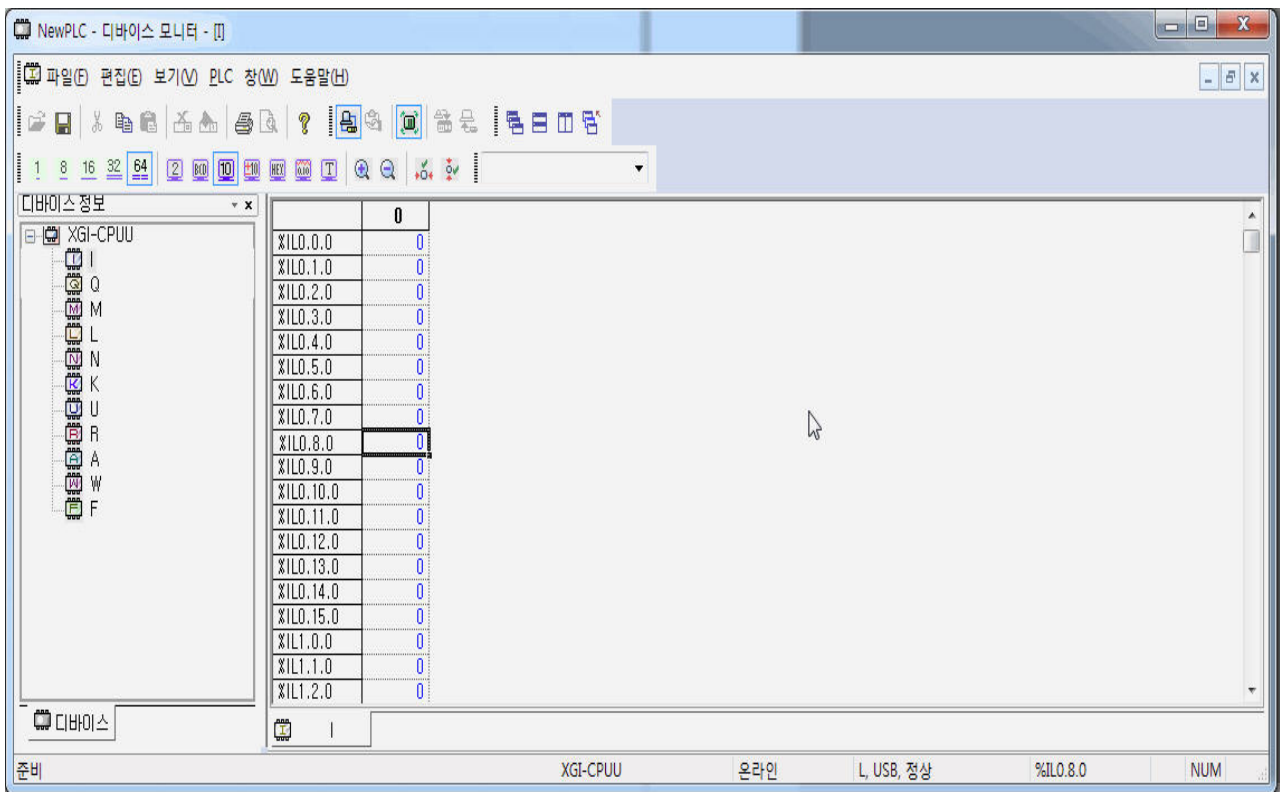 NewPLC - 디바이스 모니터 - [I]
파일(F) 편집(E) 보기(V) PLC 창(W) 도움말(H)
1 8 16 32 64 2 BCD 10 ±10 HEX T
디바이스 정보
XGI-CPUU
I
Q
M
L
N
K
U
R
A
W
F
디바이스
0
%IL0.0.0 0
%IL0.1.0 0
%IL0.2.0 0
%IL0.3.0 0
%IL0.4.0 0
%IL0.5.0 0
%IL0.6.0 0
%IL0.7.0 0
%IL0.8.0 0
%IL0.9.0 0
%IL0.10.0 0
%IL0.11.0 0
%IL0.12.0 0
%IL0.13.0 0
%IL0.14.0 0
%IL0.15.0 0
%IL1.0.0 0
%IL1.1.0 0
%IL1.2.0 0
I
준비 XGI-CPUU 온라인 L, USB, 정상 %IL0.8.0 NUM